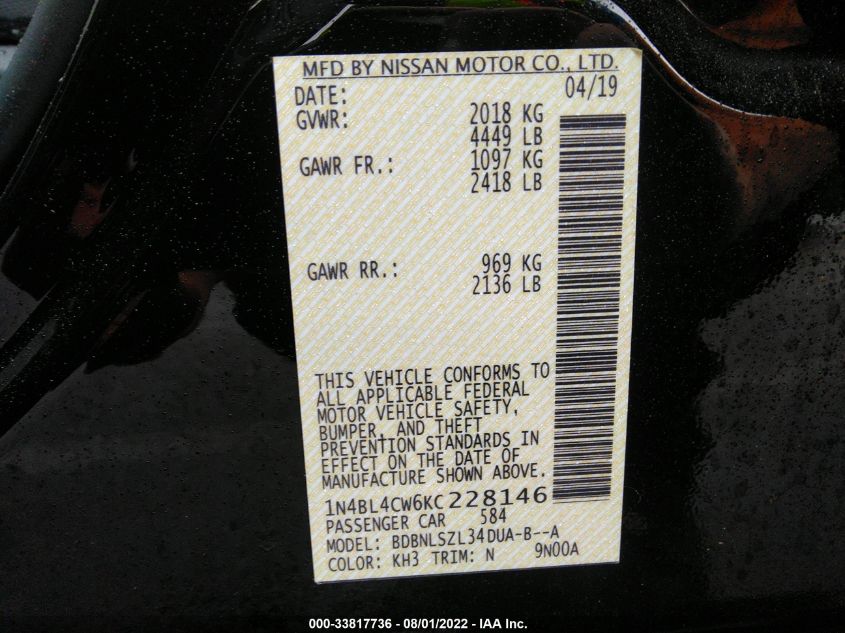 MFD BY NISSAN MOTOR CO., LTD.
DATE: 04/19
GVWR: 2018 KG
4449 LB
GAWR FR.: 1097 KG
2418 LB
GAWR RR.: 969 KG
2136 LB
THIS VEHICLE CONFORMS TO
ALL APPLICABLE FEDERAL
MOTOR VEHICLE SAFETY,
BUMPER, AND THEFT
PREVENTION STANDARDS IN
EFFECT ON THE DATE OF
MANUFACTURE SHOWN ABOVE.
1N4BL4CW6KC228146
PASSENGER CAR 584
MODEL: BDBNLSZL34DUA-B--A
COLOR: KH3 TRIM: N 9N00A
000-33817736 - 08/01/2022 - IAA Inc.